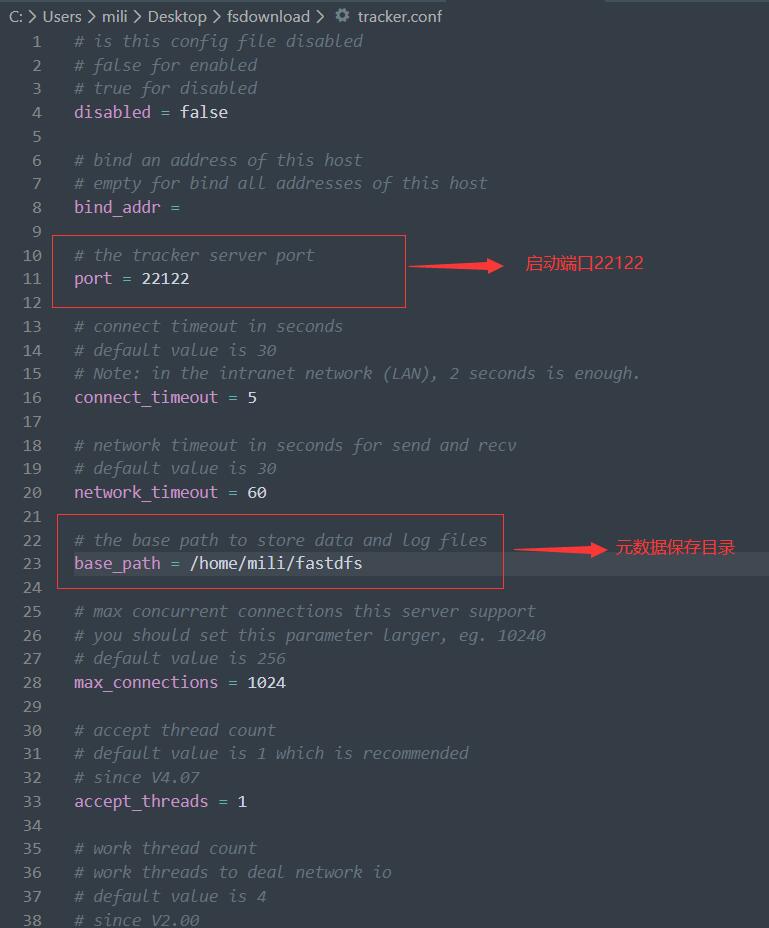 C: > Users > mili > Desktop > fsdownload > tracker.conf
1 # is this config file disabled
2 # false for enabled
3 # true for disabled
4 disabled = false
5
6 # bind an address of this host
7 # empty for bind all addresses of this host
8 bind_addr =
9
10 # the tracker server port
11 port = 22122
启动端口22122
12
13 # connect timeout in seconds
14 # default value is 30
15 # Note: in the intranet network (LAN), 2 seconds is enough.
16 connect_timeout = 5
17
18 # network timeout in seconds for send and recv
19 # default value is 30
20 network_timeout = 60
21
22 # the base path to store data and log files
23 base_path = /home/mili/fastdfs
元数据保存目录
24
25 # max concurrent connections this server support
26 # you should set this parameter larger, eg. 10240
27 # default value is 256
28 max_connections = 1024
29
30 # accept thread count
31 # default value is 1 which is recommended
32 # since V4.07
33 accept_threads = 1
34
35 # work thread count
36 # work threads to deal network io
37 # default value is 4
38 # since V2.00